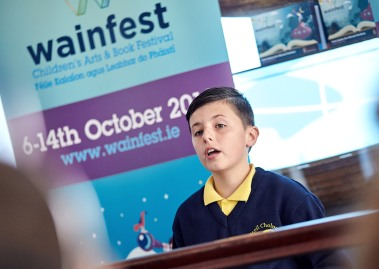 wainfest
Children's Arts & Book Festival
Féile Ealaíon agus Leabhar do Pháistí
6-14th October
www.wainfest.ie